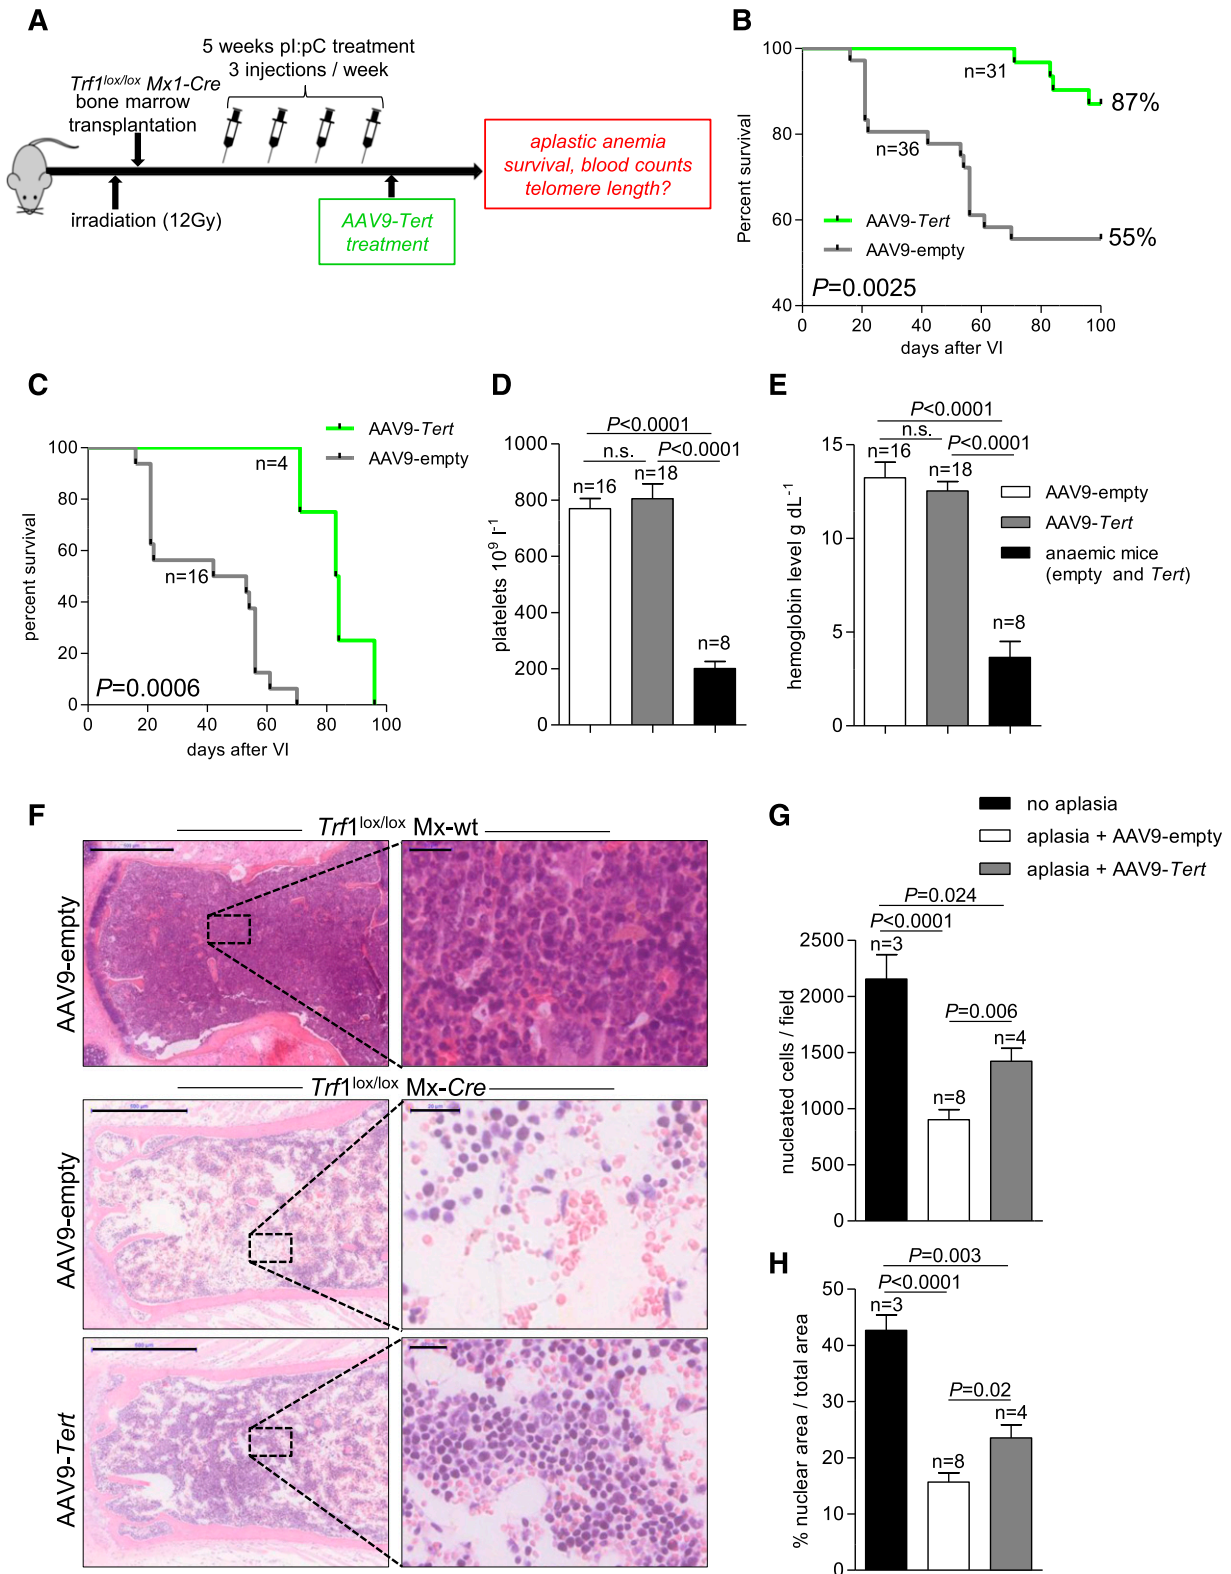 A
5 weeks pI:pC treatment
3 injections / week
Trf1lox/lox Mx1-Cre
bone marrow
transplantation
irradiation (12Gy)
AAV9-Tert
treatment
aplastic anemia
survival, blood counts
telomere length?
B
100
80
60
40
Percent survival
n=31
n=36
AAV9-Tert
AAV9-empty
P=0.0025
87%
55%
0 20 40 60 80 100
days after VI
C
AAV9-Tert
AAV9-empty
100
80
60
40
20
0
percent survival
n=4
n=16
P=0.0006
0 20 40 60 80 100
days after VI
D
P<0.0001
n.s. P<0.0001
n=16 n=18
n=8
1000
800
600
400
200
0
platelets 10⁹ l⁻¹
E
P<0.0001
n.s.
P<0.0001
n=16
n=18
n=8
15
10
5
0
hemoglobin level g dL⁻¹
AAV9-empty
AAV9-Tert
anaemic mice
(empty and Tert)
F
Trf1lox/lox Mx-wt
AAV9-empty
Trf1lox/lox Mx-Cre
AAV9-empty
AAV9-Tert
G
no aplasia
aplasia + AAV9-empty
aplasia + AAV9-Tert
P=0.024
P<0.0001
n=3
P=0.006
n=4
n=8
2500
2000
1500
1000
500
0
nucleated cells / field
H
P=0.003
P<0.0001
n=3
P=0.02
n=4
n=8
50
40
30
20
10
0
% nuclear area / total area